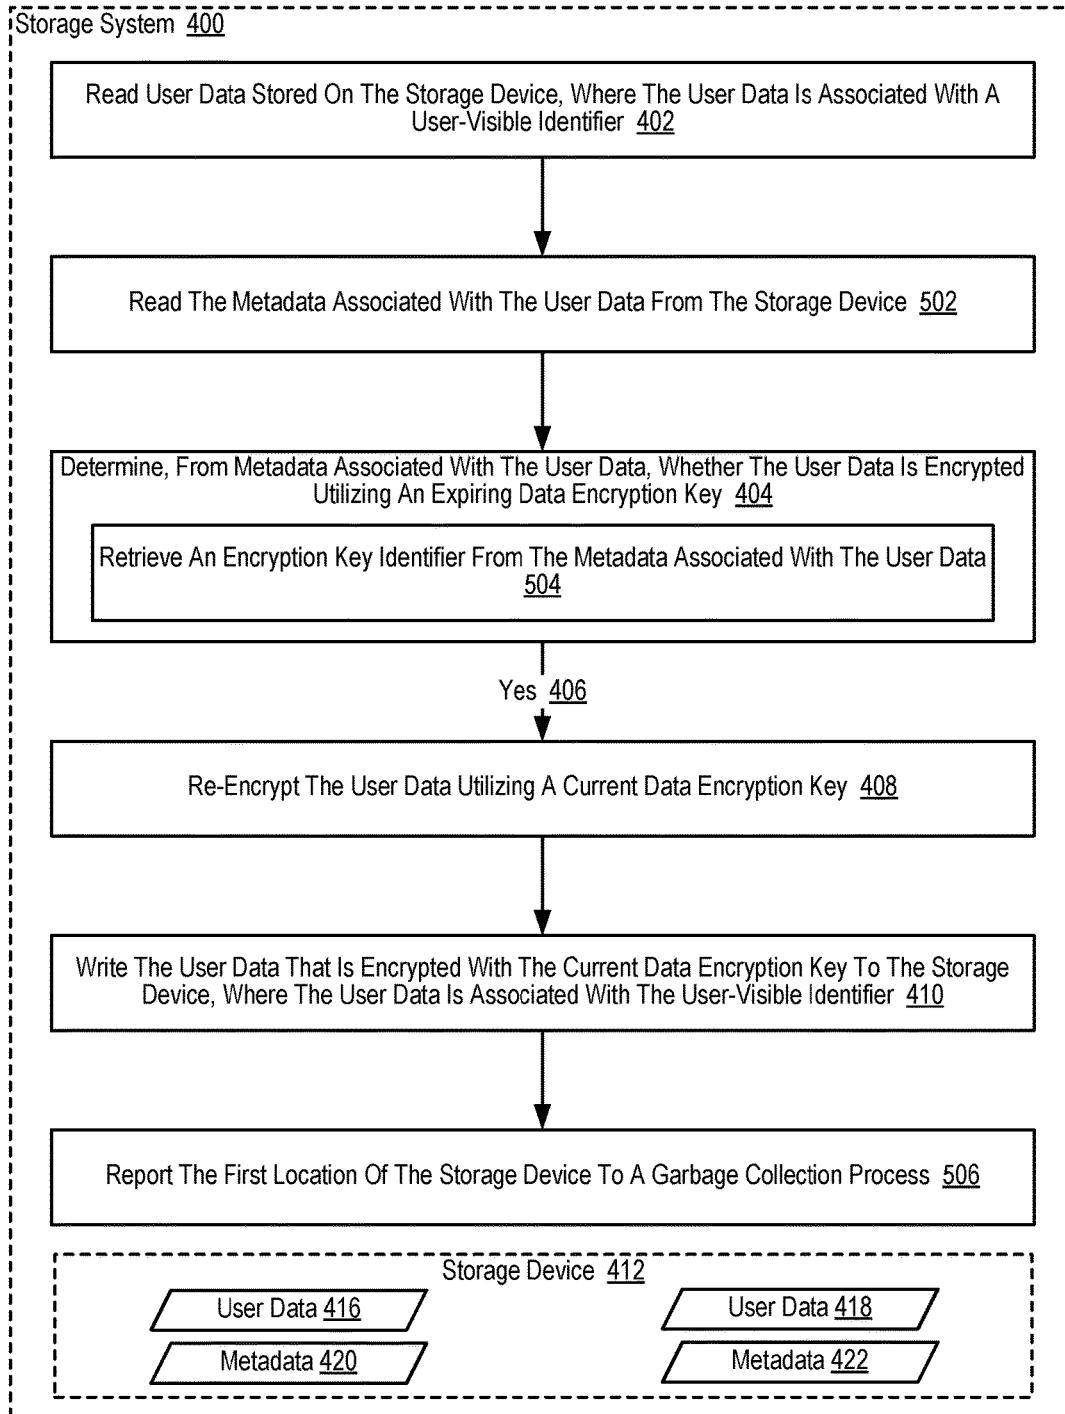 Storage System 400
Read User Data Stored On The Storage Device, Where The User Data Is Associated With A
User-Visible Identifier 402
Read The Metadata Associated With The User Data From The Storage Device 502
Determine, From Metadata Associated With The User Data, Whether The User Data Is Encrypted
Utilizing An Expiring Data Encryption Key 404
Retrieve An Encryption Key Identifier From The Metadata Associated With The User Data
504
Yes 406
Re-Encrypt The User Data Utilizing A Current Data Encryption Key 408
Write The User Data That Is Encrypted With The Current Data Encryption Key To The Storage
Device, Where The User Data Is Associated With The User-Visible Identifier 410
Report The First Location Of The Storage Device To A Garbage Collection Process 506
Storage Device 412
User Data 416
User Data 418
Metadata 420
Metadata 422